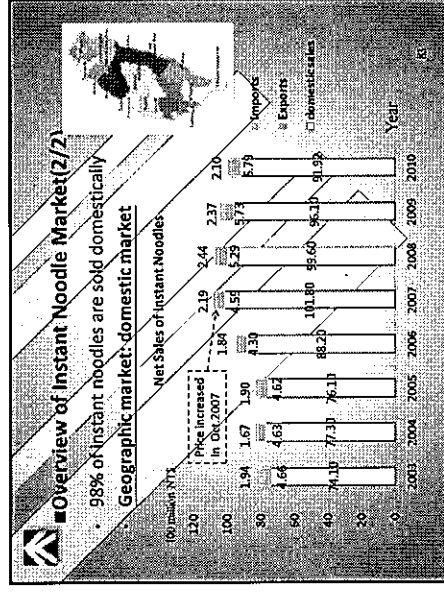 ■Overview of Instant Noodle Market(2/2)
· 98% of instant noodles are sold domestically
· Geographic market: domestic market
Net Sales of Instant Noodles
100 million NT$
Price increased
In Oct.2007
120
100
80
60
40
20
0
1.94 1.67 1.90 1.84 2.19 2.44 2.37 2.10
4.66 4.63 4.62 4.30 4.55 5.29 5.73 5.79
74.10 77.30 76.10 88.20 101.80 99.60 96.10 91.92
2003 2004 2005 2006 2007 2008 2009 2010
Year
Imports
Exports
domestic sales